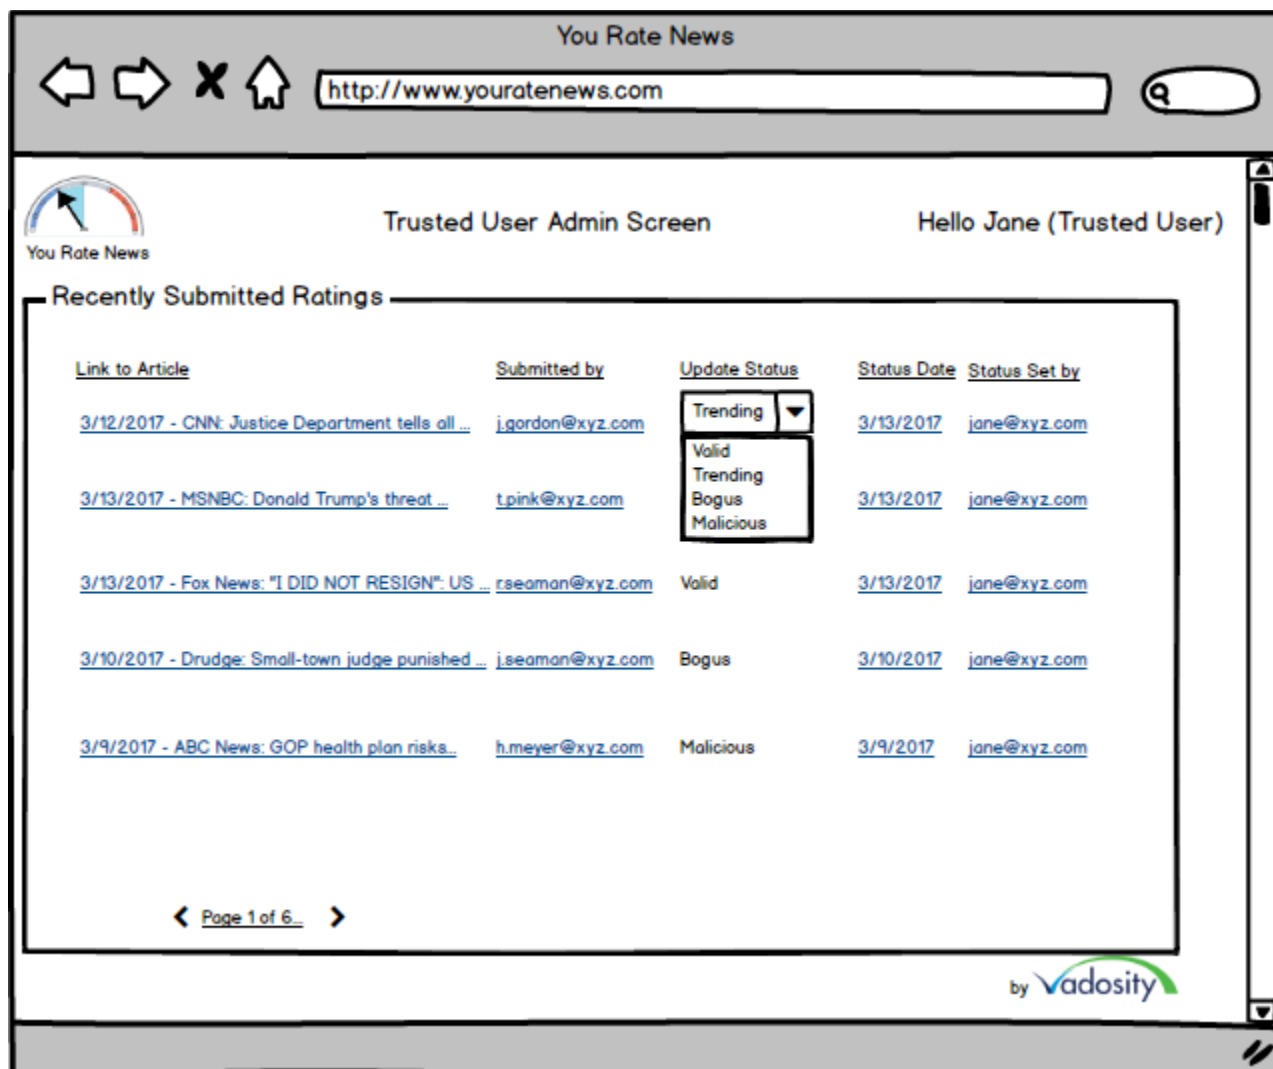 You Rate News
http://www.youratenews.com
You Rate News
Trusted User Admin Screen
Hello Jane (Trusted User)
Recently Submitted Ratings
Link to Article Submitted by Update Status Status Date Status Set by
3/12/2017 - CNN: Justice Department tells all ... j.gordon@xyz.com Trending 3/13/2017 jane@xyz.com
Valid
Trending
Bogus
Malicious
3/13/2017 - MSNBC: Donald Trump's threat ... t.pink@xyz.com 3/13/2017 jane@xyz.com
3/13/2017 - Fox News: "I DID NOT RESIGN": US ... r.seaman@xyz.com Valid 3/13/2017 jane@xyz.com
3/10/2017 - Drudge: Small-town judge punished ... j.seaman@xyz.com Bogus 3/10/2017 jane@xyz.com
3/9/2017 - ABC News: GOP health plan risks... h.meyer@xyz.com Malicious 3/9/2017 jane@xyz.com
Page 1 of 6...
by Vadosity